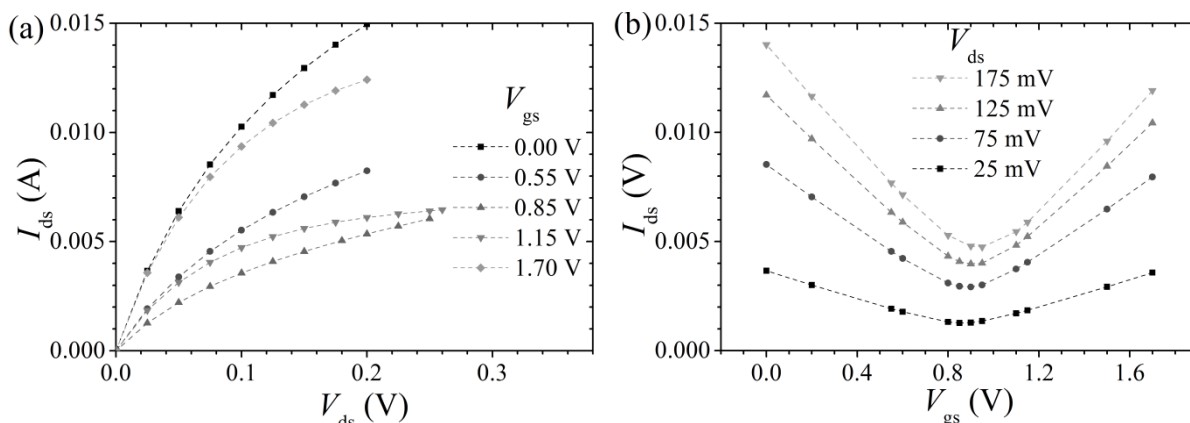 (a)
0.015
0.010
0.005
0.000
I_ds (A)
V_gs
0.00 V
0.55 V
0.85 V
1.15 V
1.70 V
0.0 0.1 0.2 0.3
V_ds (V)
(b)
0.015
0.010
0.005
0.000
I_ds (V)
V_ds
175 mV
125 mV
75 mV
25 mV
0.0 0.4 0.8 1.2 1.6
V_gs (V)